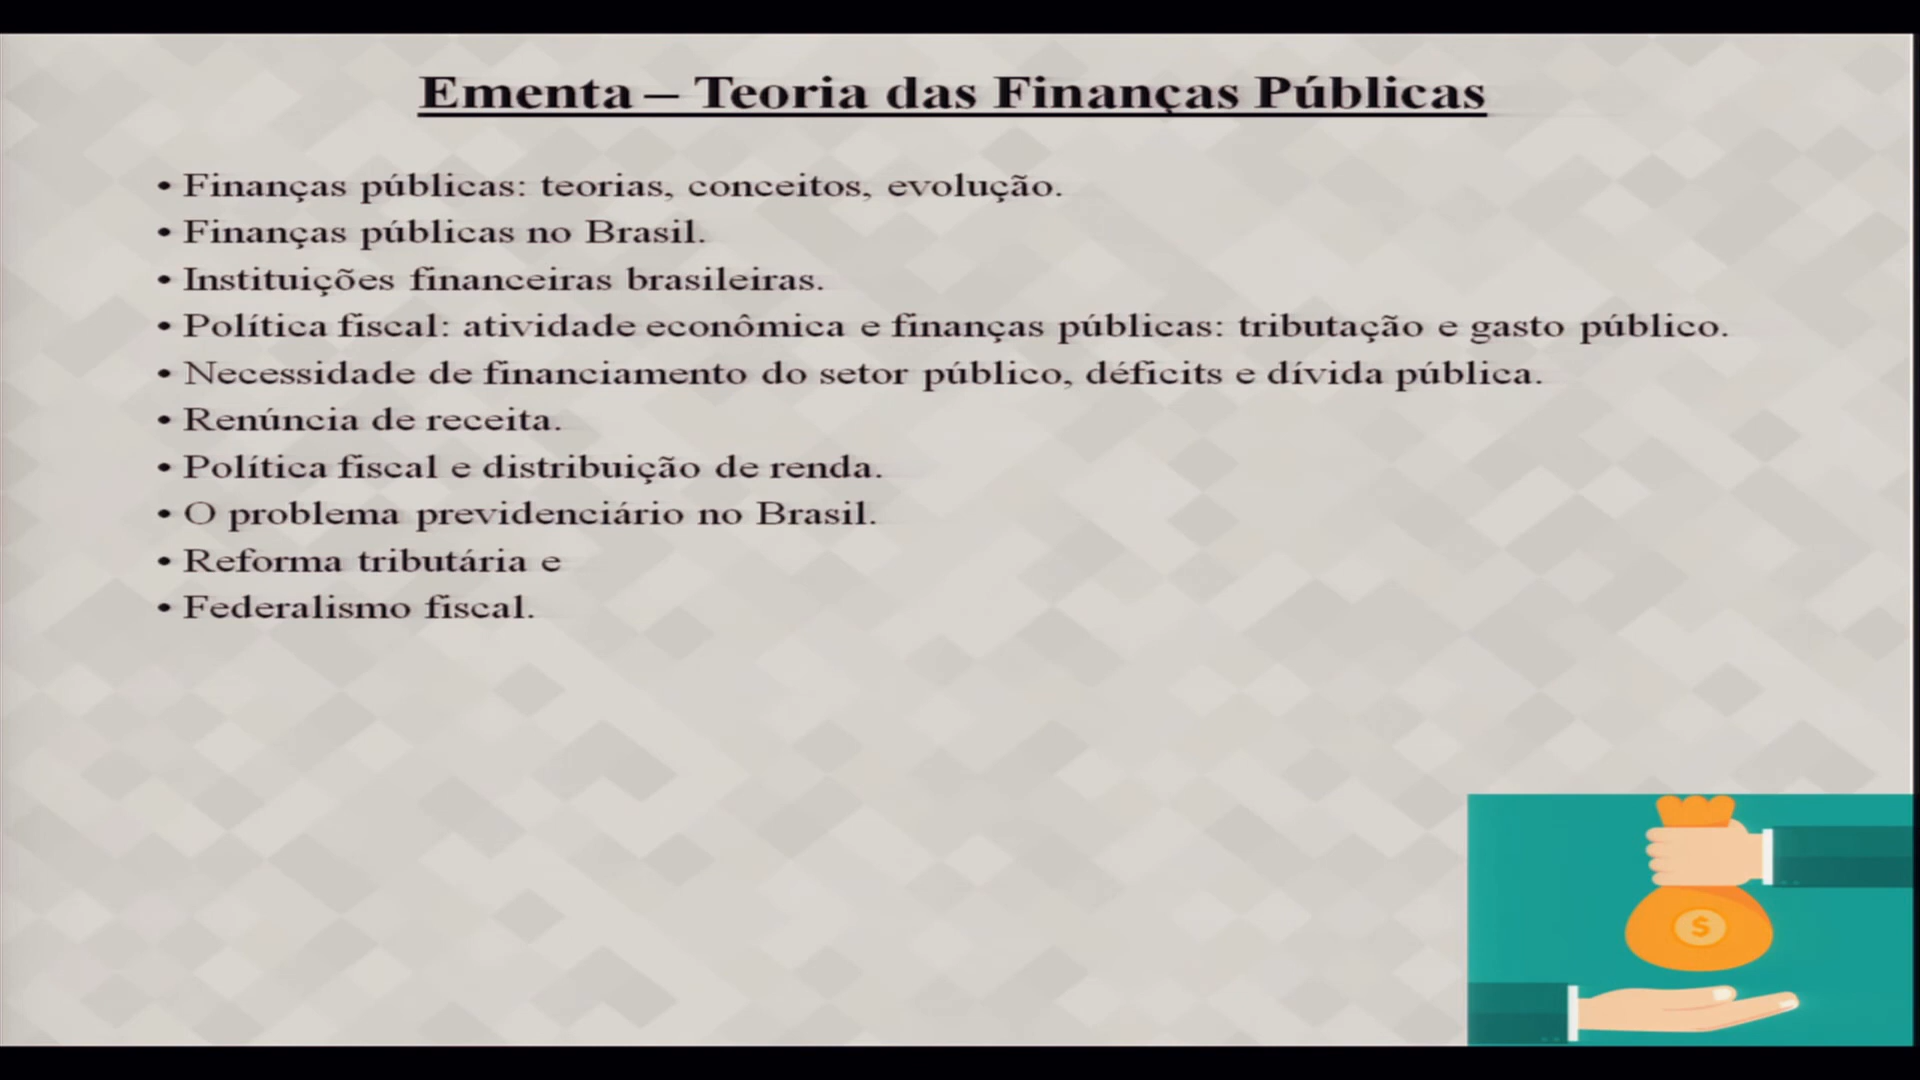 Ementa – Teoria das Finanças Públicas
• Finanças públicas: teorias, conceitos, evolução.
• Finanças públicas no Brasil.
• Instituições financeiras brasileiras.
• Política fiscal: atividade econômica e finanças públicas: tributação e gasto público.
• Necessidade de financiamento do setor público, déficits e dívida pública.
• Renúncia de receita.
• Política fiscal e distribuição de renda.
• O problema previdenciário no Brasil.
• Reforma tributária e
• Federalismo fiscal.
$